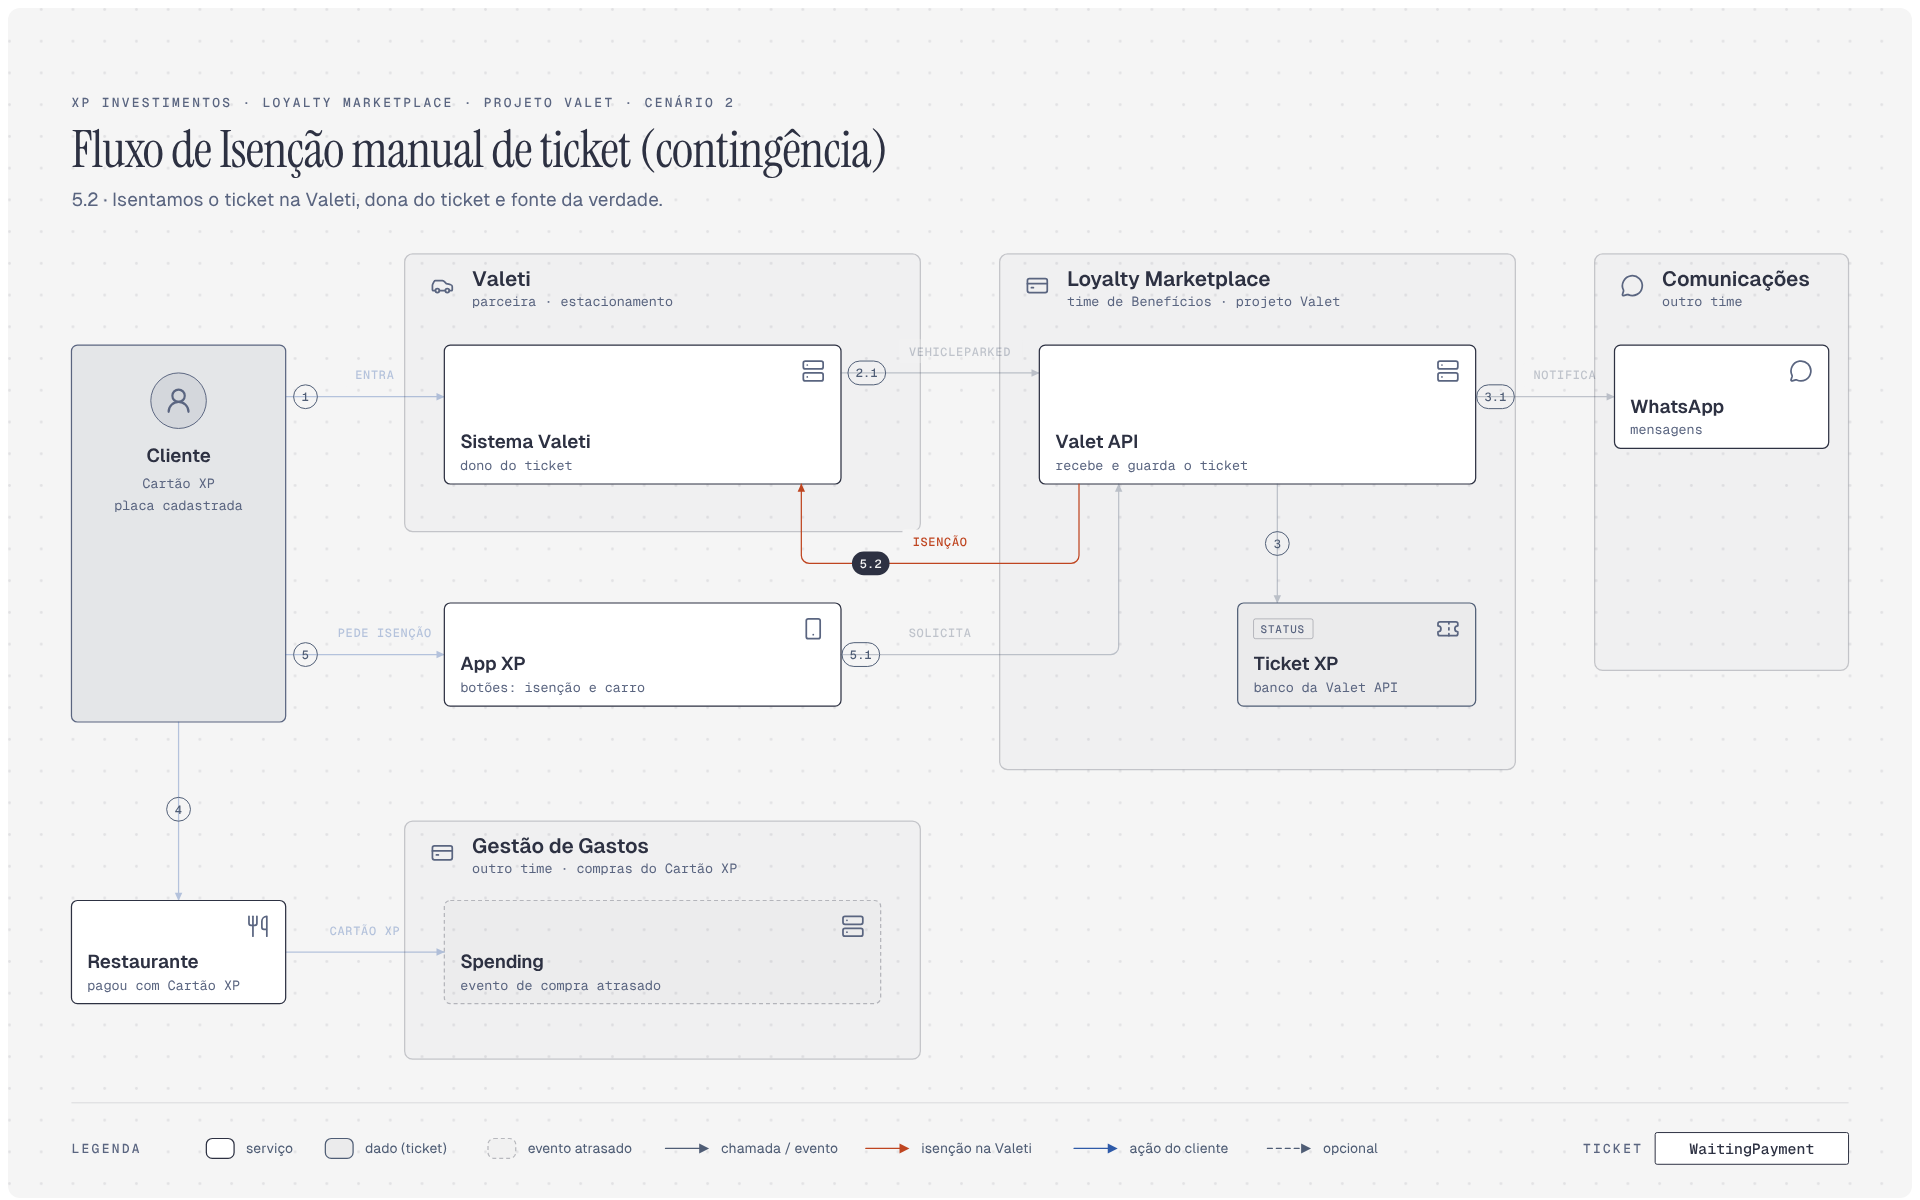 XP INVESTIMENTOS · LOYALTY MARKETPLACE · PROJETO VALET · CENÁRIO 2
Fluxo de Isenção manual de ticket (contingência)
5.2 · Isentamos o ticket na Valeti, dona do ticket e fonte da verdade.
Valeti
parceira · estacionamento
Loyalty Marketplace
time de Benefícios · projeto Valet
Comunicações
outro time
Cliente
Cartão XP
placa cadastrada
1
ENTRA
Sistema Valeti
dono do ticket
2.1
VEHICLEPARKED
Valet API
recebe e guarda o ticket
3.1
NOTIFICA
WhatsApp
mensagens
ISENÇÃO
5.2
3
5
PEDE ISENÇÃO
App XP
botões: isenção e carro
5.1
SOLICITA
STATUS
Ticket XP
banco da Valet API
4
Gestão de Gastos
outro time · compras do Cartão XP
Restaurante
pagou com Cartão XP
CARTÃO XP
Spending
evento de compra atrasado
LEGENDA
serviço
dado (ticket)
evento atrasado
chamada / evento
isenção na Valeti
ação do cliente
opcional
TICKET
WaitingPayment